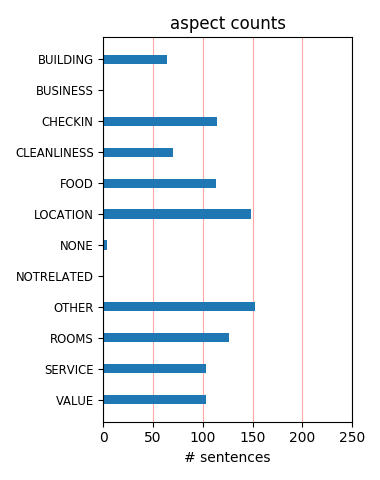 aspect counts
BUILDING
BUSINESS
CHECKIN
CLEANLINESS
FOOD
LOCATION
NONE
NOTRELATED
OTHER
ROOMS
SERVICE
VALUE
0 50 100 150 200 250
# sentences